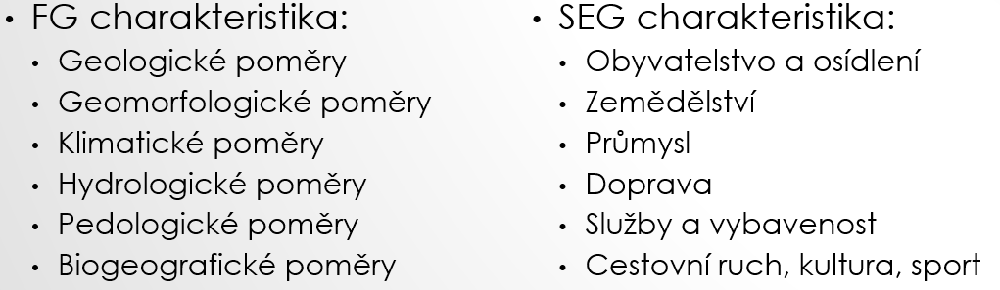 • FG charakteristika:
• Geologické poměry
• Geomorfologické poměry
• Klimatické poměry
• Hydrologické poměry
• Pedologické poměry
• Biogeografické poměry
• SEG charakteristika:
• Obyvatelstvo a osídlení
• Zemědělství
• Průmysl
• Doprava
• Služby a vybavenost
• Cestovní ruch, kultura, sport